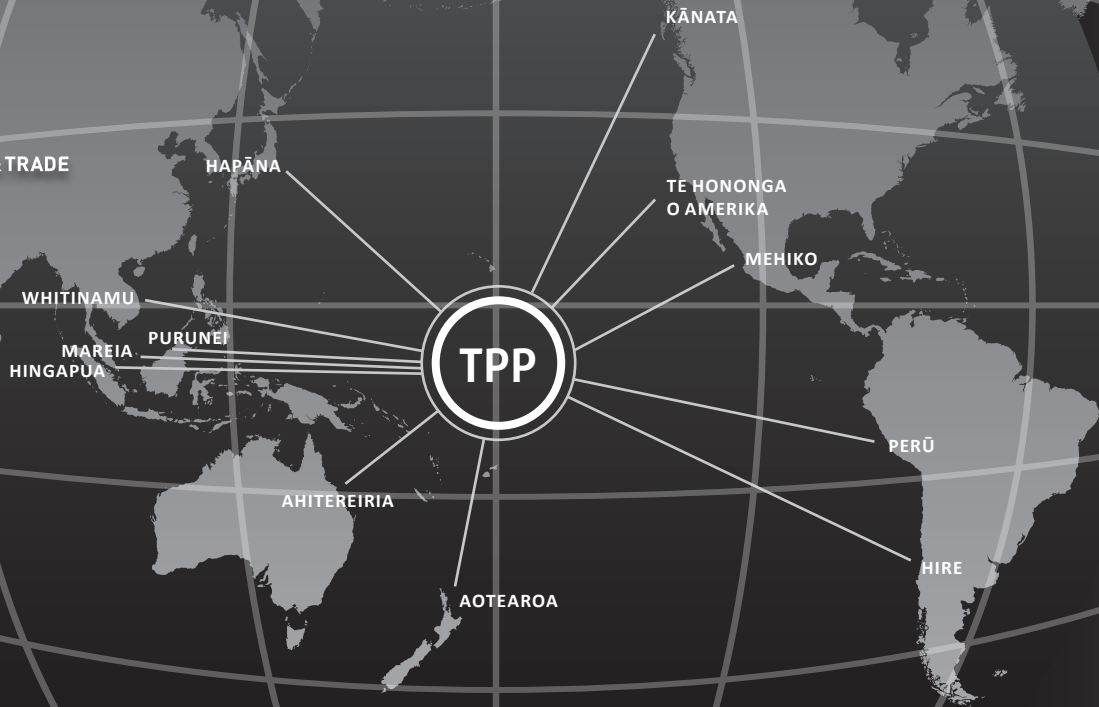 KĀNATA
TRADE
HAPĀNA
TE HONONGA
O AMERIKA
MEHIKO
WHITINAMU
PURUNEI
MAREIA
HINGAPUA
TPP
PERŪ
AHITEREIRIA
HIRE
AOTEAROA